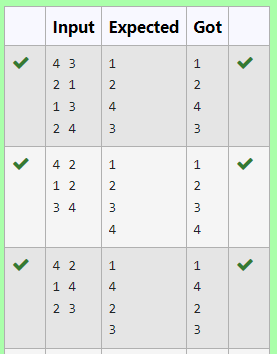 Input Expected Got
4 3 1 1
2 1 2 2
1 3 4 4
2 4 3 3
4 2 1 1
1 2 2 2
3 4 3 3
4 4
4 2 1 1
1 4 4 4
2 3 2 2
3 3